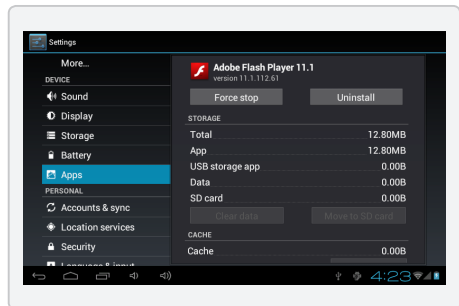 Settings
More...
DEVICE
Sound
Display
Storage
Battery
Apps
PERSONAL
Accounts & sync
Location services
Security
Language & input
Adobe Flash Player 11.1
version 11.1.112.61
Force stop
Uninstall
STORAGE
Total 12.80MB
App 12.80MB
USB storage app 0.00B
Data 0.00B
SD card 0.00B
Clear data
Move to SD card
CACHE
Cache 0.00B
4:23